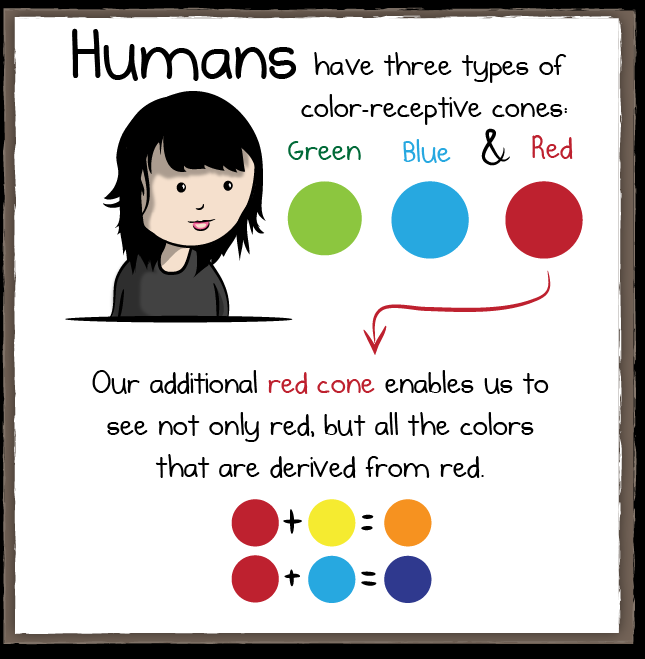 Humans have three types of
color-receptive cones:
Green Blue & Red
Our additional red cone enables us to
see not only red, but all the colors
that are derived from red.
+ =
+ =